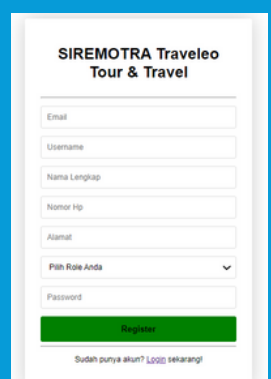 SIREMOTRA Traveleo
Tour & Travel
Email
Username
Nama Lengkap
Nomor Hp
Alamat
Pilih Role Anda
Password
Register
Sudah punya akun? Login sekarang!